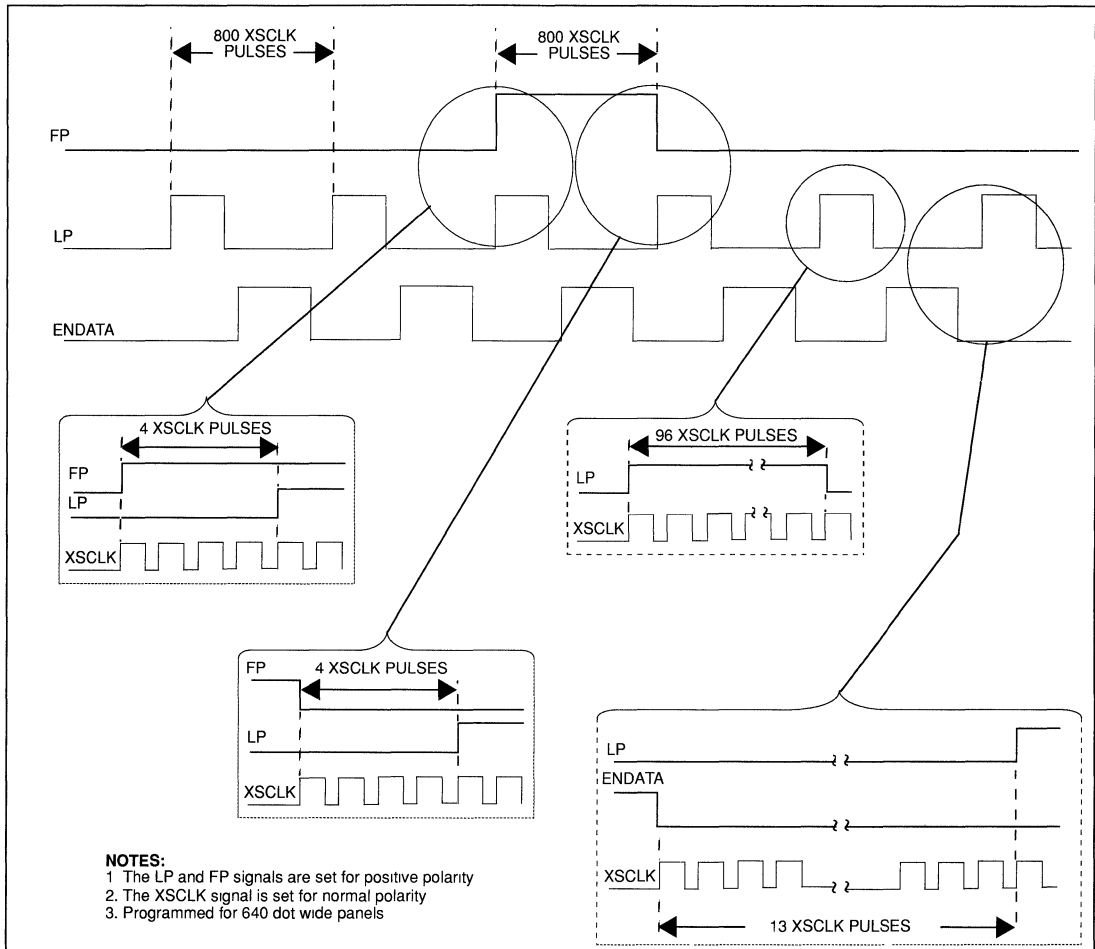 800 XSCLK
PULSES
800 XSCLK
PULSES
FP
LP
ENDATA
4 XSCLK PULSES
FP
LP
XSCLK
96 XSCLK PULSES
LP
XSCLK
FP
4 XSCLK PULSES
LP
XSCLK
LP
ENDATA
XSCLK
13 XSCLK PULSES
NOTES:
1 The LP and FP signals are set for positive polarity
2. The XSCLK signal is set for normal polarity
3. Programmed for 640 dot wide panels